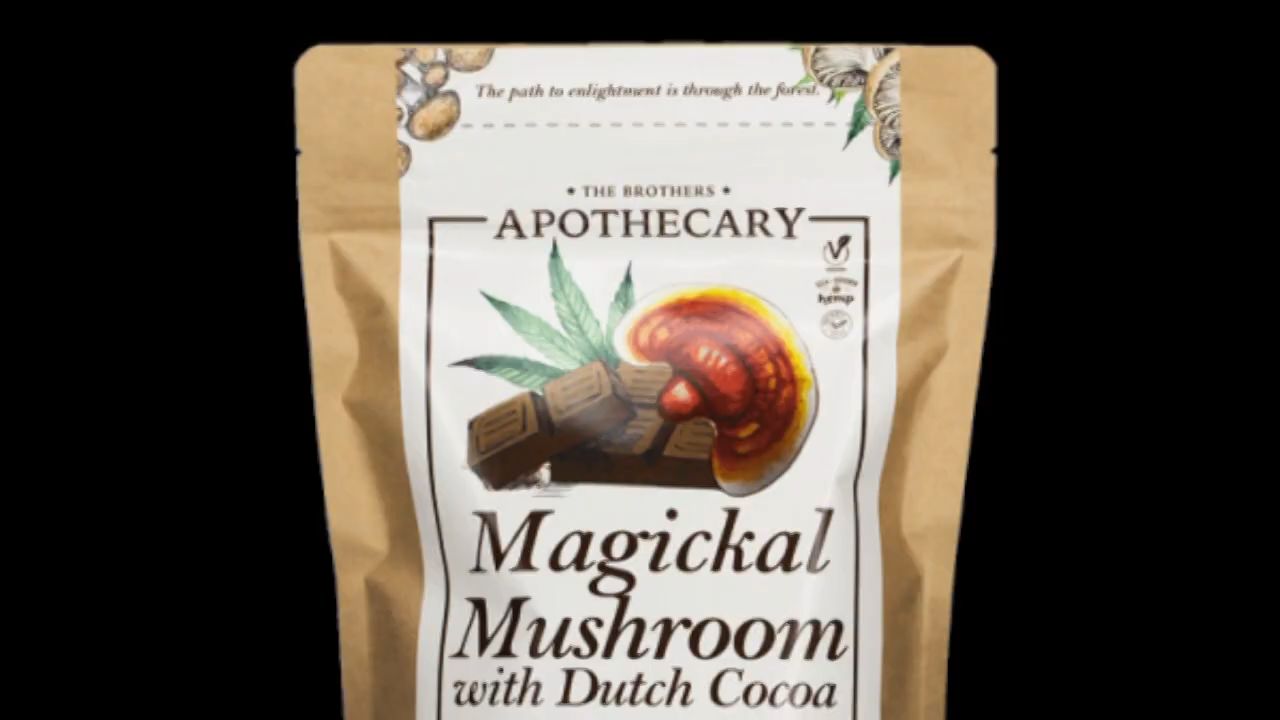 The path to enlightment is through the forest.
THE BROTHERS
APOTHECARY
hemp
Magickal
Mushroom
with Dutch Cocoa